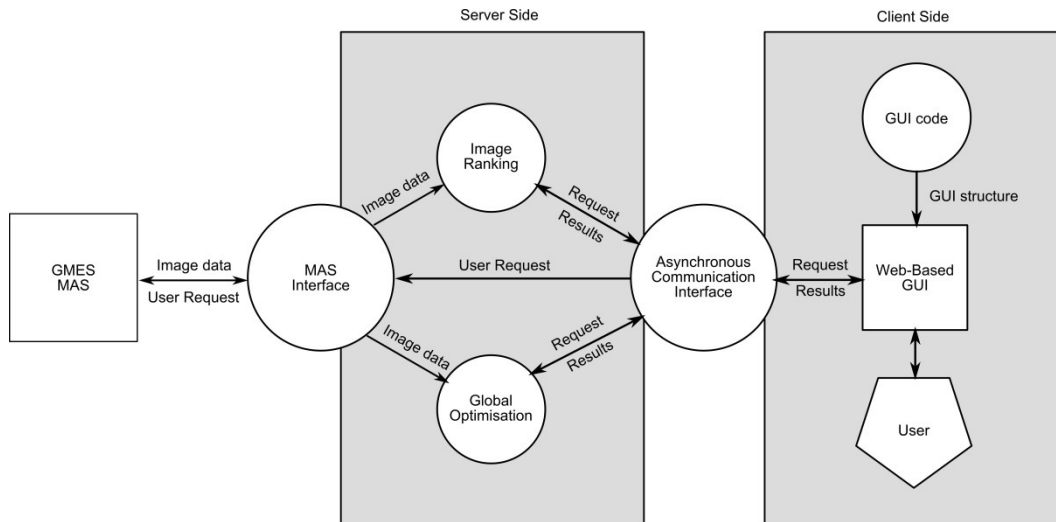 Server Side
Client Side
GUI code
GUI structure
Image
Ranking
Image data
Request
Results
GMES
MAS
Image data
User Request
MAS
Interface
User Request
Asynchronous
Communication
Interface
Request
Results
Web-Based
GUI
Image data
Request
Results
Global
Optimisation
User